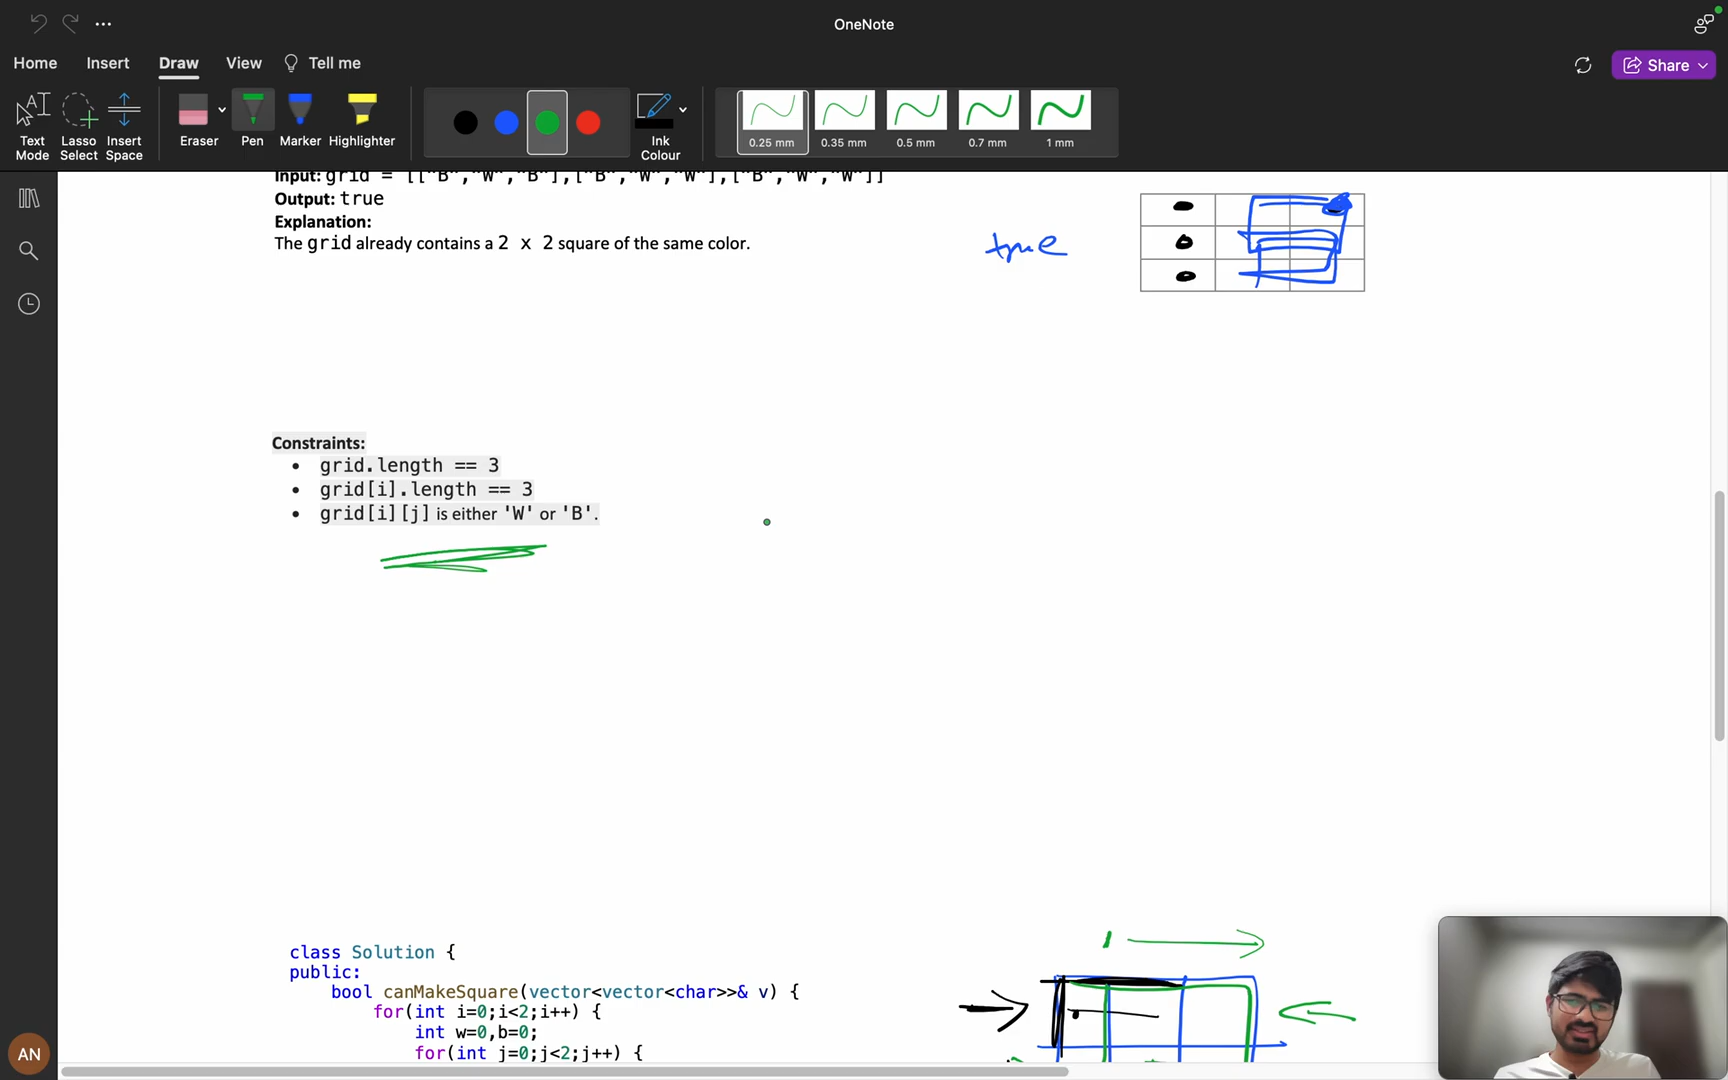 OneNote
Home
Insert
Draw
View
Tell me
Share
Text Mode
Lasso Select
Insert Space
Eraser
Pen
Marker
Highlighter
Ink Colour
0.25 mm
0.35 mm
0.5 mm
0.7 mm
1 mm
Input: grid = [["B","W","B"],["B","W","W"],["B","W","W"]]
Output: true
Explanation:
The grid already contains a 2 x 2 square of the same color.
true
Constraints:
• grid.length == 3
• grid[i].length == 3
• grid[i][j] is either 'W' or 'B'.
class Solution {
public:
bool canMakeSquare(vector<vector<char>>& v) {
for(int i=0;i<2;i++) {
int w=0,b=0;
for(int j=0;j<2;j++) {
AN